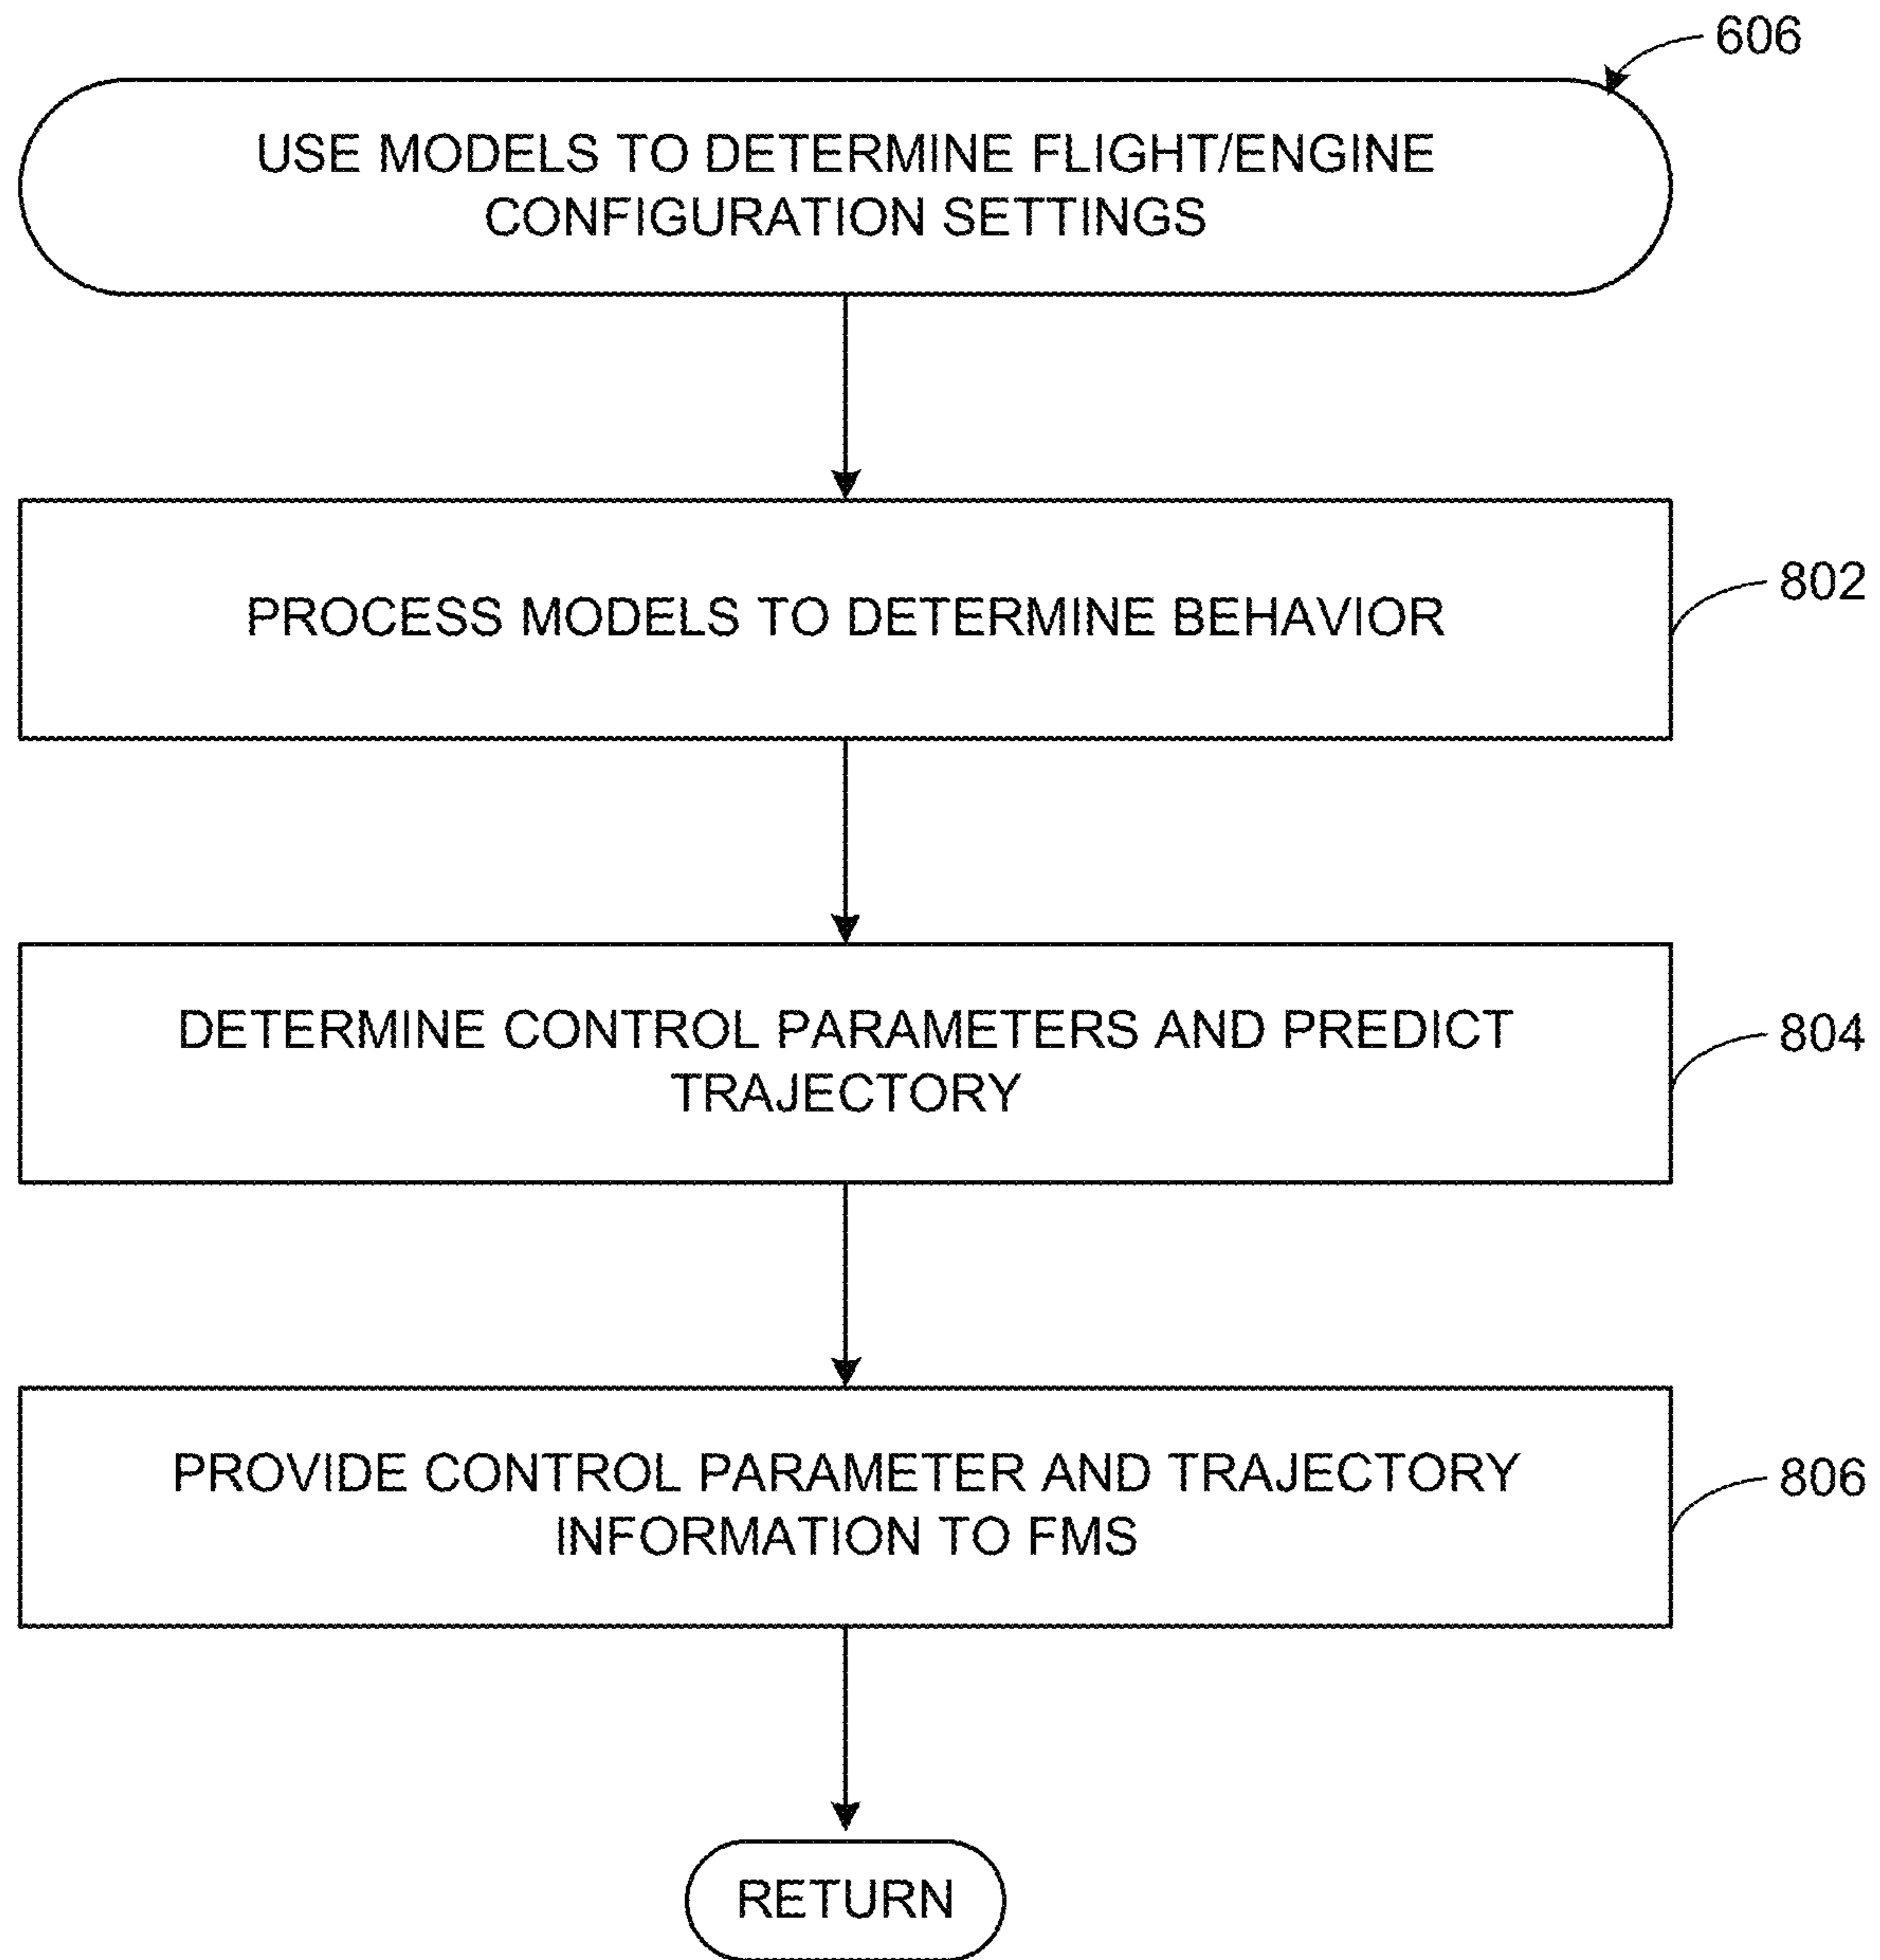 606
USE MODELS TO DETERMINE FLIGHT/ENGINE
CONFIGURATION SETTINGS
PROCESS MODELS TO DETERMINE BEHAVIOR
802
DETERMINE CONTROL PARAMETERS AND PREDICT
TRAJECTORY
804
PROVIDE CONTROL PARAMETER AND TRAJECTORY
INFORMATION TO FMS
806
RETURN